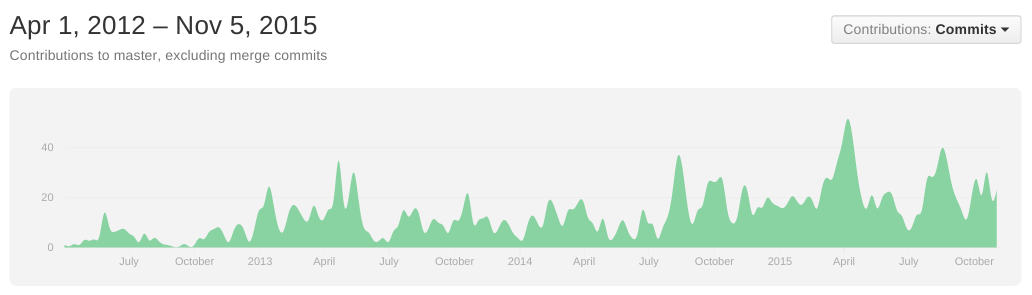 Apr 1, 2012 – Nov 5, 2015
Contributions: Commits
Contributions to master, excluding merge commits
40
20
0
July October 2013 April July October 2014 April July October 2015 April July October